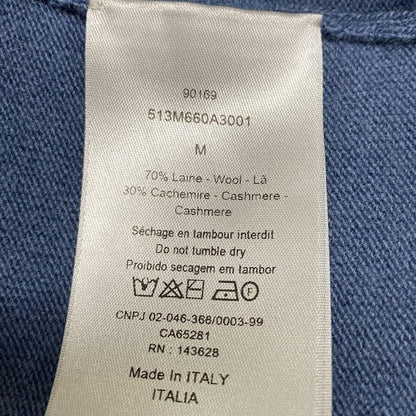 90169
513M660A3001
M
70% Laine - Wool - Lã
30% Cachemire - Cashmere -
Cashmere
Séchage en tambour interdit
Do not tumble dry
Proibido secagem em tambor
CNPJ 02-046-368/0003-99
CA65281
RN : 143628
Made In ITALY
ITALIA